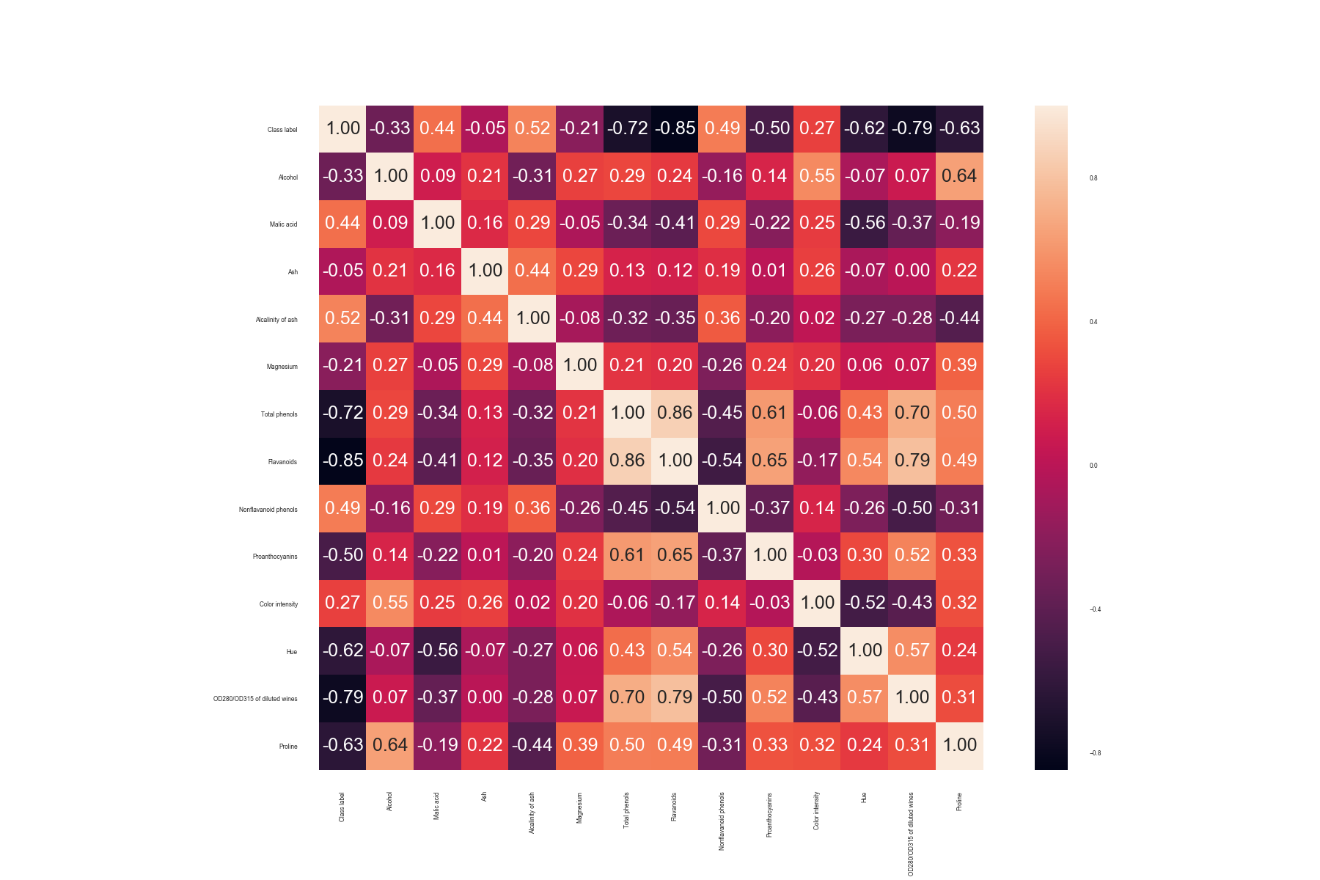 Class label 1.00 -0.33 0.44 -0.05 0.52 -0.21 -0.72 -0.85 0.49 -0.50 0.27 -0.62 -0.79 -0.63
Alcohol -0.33 1.00 0.09 0.21 -0.31 0.27 0.29 0.24 -0.16 0.14 0.55 -0.07 0.07 0.64
0.8
Malic acid 0.44 0.09 1.00 0.16 0.29 -0.05 -0.34 -0.41 0.29 -0.22 0.25 -0.56 -0.37 -0.19
Ash -0.05 0.21 0.16 1.00 0.44 0.29 0.13 0.12 0.19 0.01 0.26 -0.07 0.00 0.22
Alcalinity of ash 0.52 -0.31 0.29 0.44 1.00 -0.08 -0.32 -0.35 0.36 -0.20 0.02 -0.27 -0.28 -0.44
0.4
Magnesium -0.21 0.27 -0.05 0.29 -0.08 1.00 0.21 0.20 -0.26 0.24 0.20 0.06 0.07 0.39
Total phenols -0.72 0.29 -0.34 0.13 -0.32 0.21 1.00 0.86 -0.45 0.61 -0.06 0.43 0.70 0.50
Flavanoids -0.85 0.24 -0.41 0.12 -0.35 0.20 0.86 1.00 -0.54 0.65 -0.17 0.54 0.79 0.49
0.0
Nonflavanoid phenols 0.49 -0.16 0.29 0.19 0.36 -0.26 -0.45 -0.54 1.00 -0.37 0.14 -0.26 -0.50 -0.31
Proanthocyanins -0.50 0.14 -0.22 0.01 -0.20 0.24 0.61 0.65 -0.37 1.00 -0.03 0.30 0.52 0.33
Color intensity 0.27 0.55 0.25 0.26 0.02 0.20 -0.06 -0.17 0.14 -0.03 1.00 -0.52 -0.43 0.32
-0.4
Hue -0.62 -0.07 -0.56 -0.07 -0.27 0.06 0.43 0.54 -0.26 0.30 -0.52 1.00 0.57 0.24
OD280/OD315 of diluted wines -0.79 0.07 -0.37 0.00 -0.28 0.07 0.70 0.79 -0.50 0.52 -0.43 0.57 1.00 0.31
Proline -0.63 0.64 -0.19 0.22 -0.44 0.39 0.50 0.49 -0.31 0.33 0.32 0.24 0.31 1.00
-0.8
Class label
Alcohol
Malic acid
Ash
Alcalinity of ash
Magnesium
Total phenols
Flavanoids
Nonflavanoid phenols
Proanthocyanins
Color intensity
Hue
OD280/OD315 of diluted wines
Proline